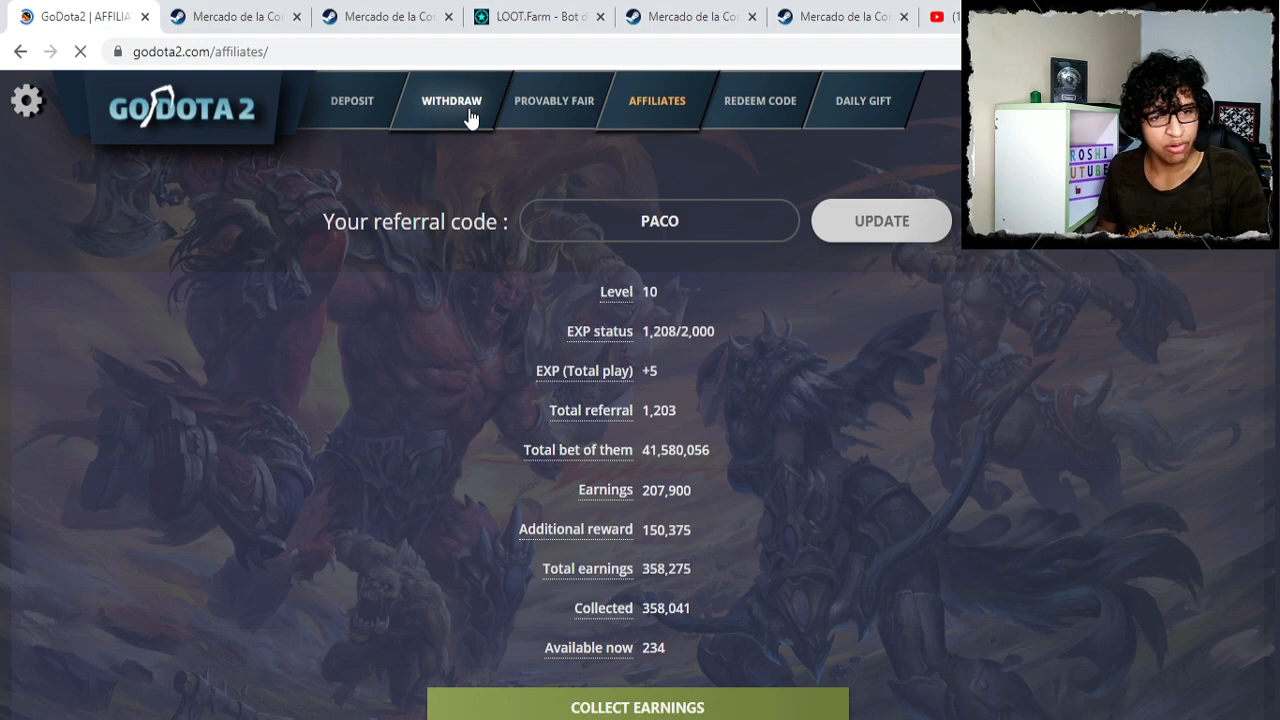 GoDota2 | AFFILIA
Mercado de la Co
Mercado de la Co
LOOT.Farm - Bot d
Mercado de la Co
Mercado de la Co
godota2.com/affiliates/
GODOTA 2
DEPOSIT
WITHDRAW
PROVABLY FAIR
AFFILIATES
REDEEM CODE
DAILY GIFT
Your referral code : PACO UPDATE
Level 10
EXP status 1,208/2,000
EXP (Total play) +5
Total referral 1,203
Total bet of them 41,580,056
Earnings 207,900
Additional reward 150,375
Total earnings 358,275
Collected 358,041
Available now 234
COLLECT EARNINGS
ROSHI
UTUBE